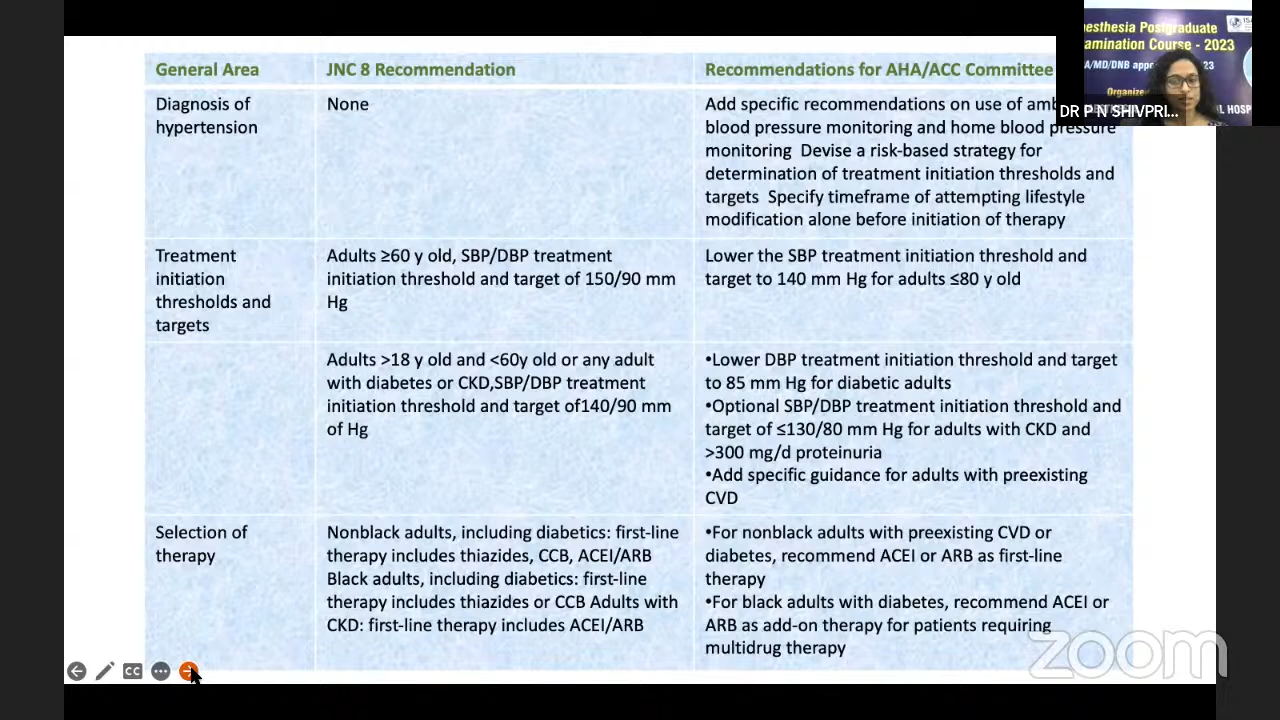 General Area
JNC 8 Recommendation
Recommendations for AHA/ACC Committee
Diagnosis of
hypertension
None
Add specific recommendations on use of amb
blood pressure monitoring and home blood pressure
monitoring  Devise a risk-based strategy for
determination of treatment initiation thresholds and
targets  Specify timeframe of attempting lifestyle
modification alone before initiation of therapy
Treatment
initiation
thresholds and
targets
Adults ≥60 y old, SBP/DBP treatment
initiation threshold and target of 150/90 mm
Hg
Lower the SBP treatment initiation threshold and
target to 140 mm Hg for adults ≤80 y old
Adults >18 y old and <60y old or any adult
with diabetes or CKD,SBP/DBP treatment
initiation threshold and target of140/90 mm
of Hg
•Lower DBP treatment initiation threshold and target
to 85 mm Hg for diabetic adults
•Optional SBP/DBP treatment initiation threshold and
target of ≤130/80 mm Hg for adults with CKD and
>300 mg/d proteinuria
•Add specific guidance for adults with preexisting
CVD
Selection of
therapy
Nonblack adults, including diabetics: first-line
therapy includes thiazides, CCB, ACEI/ARB
Black adults, including diabetics: first-line
therapy includes thiazides or CCB Adults with
CKD: first-line therapy includes ACEI/ARB
•For nonblack adults with preexisting CVD or
diabetes, recommend ACEI or ARB as first-line
therapy
•For black adults with diabetes, recommend ACEI or
ARB as add-on therapy for patients requiring
multidrug therapy
esthesia Postgraduate
amination Course - 2023
A/MD/DNB appe
23
Organize
L HOSP
DR P N SHIVPRI...
CC
zoom